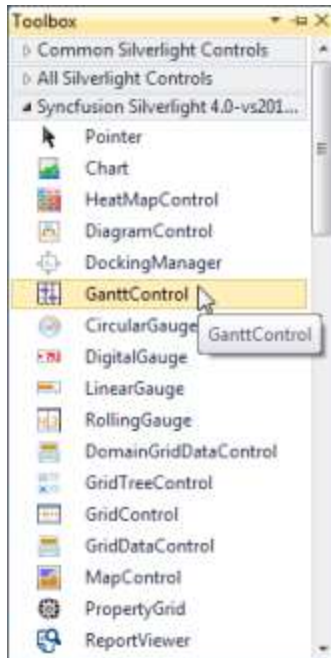 Toolbox
Common Silverlight Controls
All Silverlight Controls
Syncfusion Silverlight 4.0-vs201...
Pointer
Chart
HeatMapControl
DiagramControl
DockingManager
GanttControl
CircularGauge
GanttControl
DigitalGauge
LinearGauge
RollingGauge
DomainGridDataControl
GridTreeControl
GridControl
GridDataControl
MapControl
PropertyGrid
ReportViewer